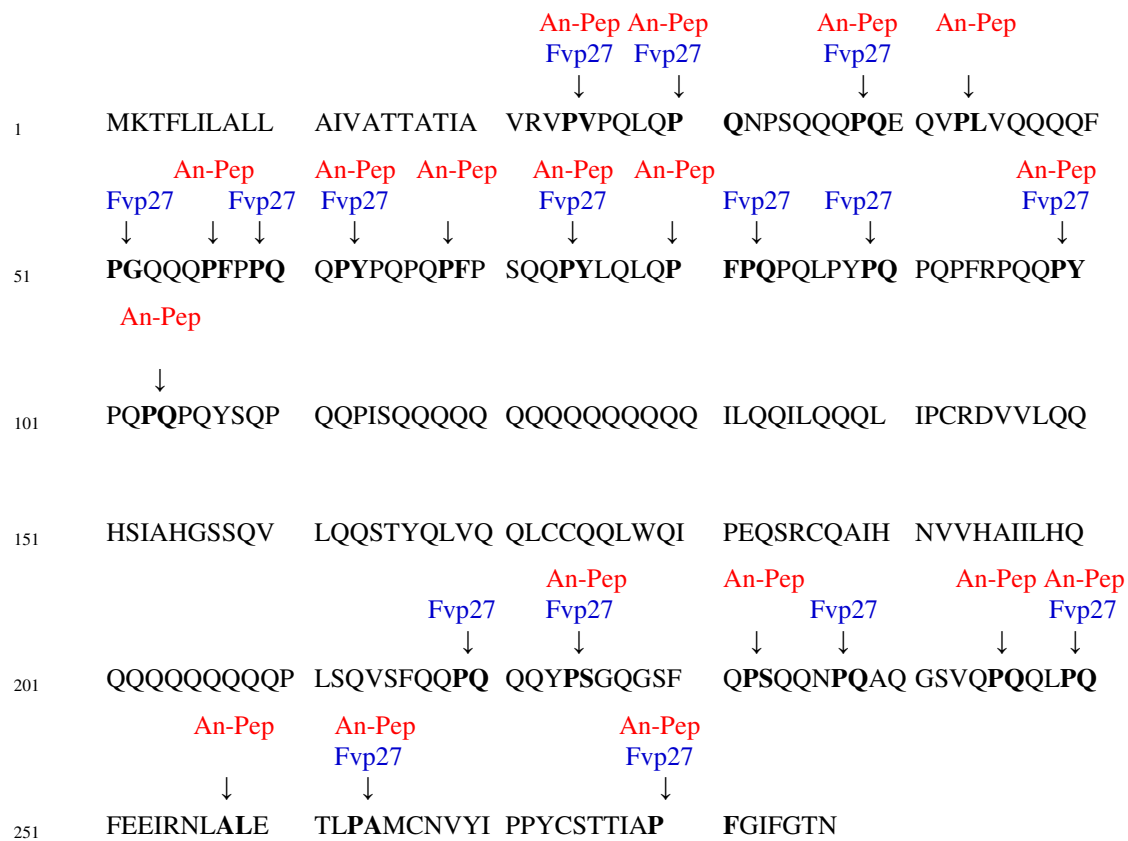 An-Pep An-Pep An-Pep An-Pep
Fvp27 Fvp27 Fvp27
↓ ↓ ↓ ↓
1 MKTFLILALL AIVATTATIA VRVPVPQLQP QNPSQQQPQE QVPLVQQQQF
An-Pep An-Pep An-Pep An-Pep An-Pep An-Pep
Fvp27 Fvp27 Fvp27 Fvp27 Fvp27 Fvp27 Fvp27
↓ ↓ ↓ ↓ ↓ ↓ ↓ ↓ ↓ ↓
51 PGQQQPFPPQ QPYPQPQPFP SQQPYLQLQP FPQPQLPYPQ PQPFRPQQPY
An-Pep
↓
101 PQPQPQYSQP QQPISQQQQQ QQQQQQQQQQ ILQQILQQQL IPCRDVVLQQ
151 HSIAHGSSQV LQQSTYQLVQ QLCCQQLWQI PEQSRCQAIH NVVHAIILHQ
An-Pep An-Pep An-Pep An-Pep
Fvp27 Fvp27 Fvp27 Fvp27
↓ ↓ ↓ ↓ ↓ ↓
201 QQQQQQQQQP LSQVSFQQPQ QQYPSGQGSF QPSQQNPQAQ GSVQPQQLPQ
An-Pep An-Pep An-Pep
Fvp27 Fvp27
↓ ↓ ↓
251 FEEIRNLALE TLPAMCNVYI PPYCSTTIAP FGIFGTN